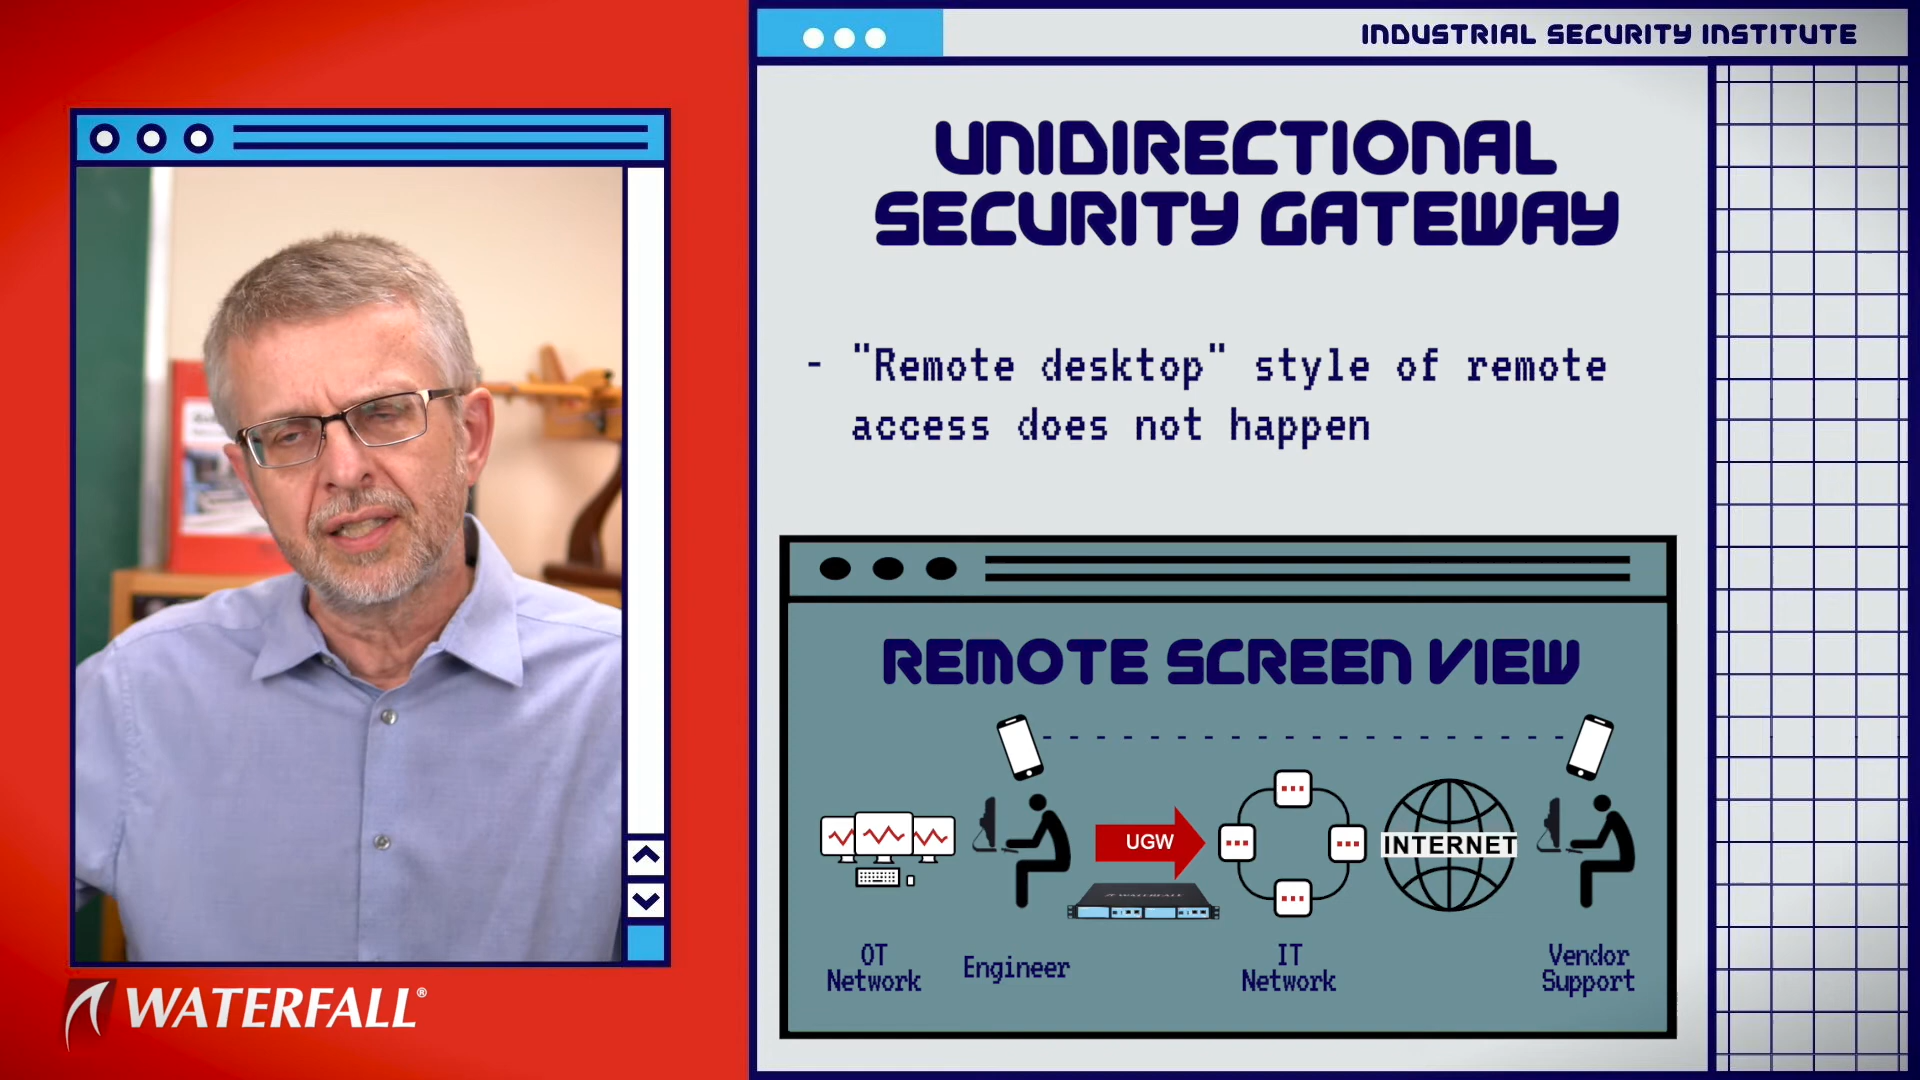 INDUSTRIAL SECURITY INSTITUTE
UNIDIRECTIONAL
SECURITY GATEWAY
- "Remote desktop" style of remote
access does not happen
REMOTE SCREEN VIEW
UGW
WATERFALL
INTERNET
OT
Network
Engineer
IT
Network
Vendor
Support
WATERFALL®